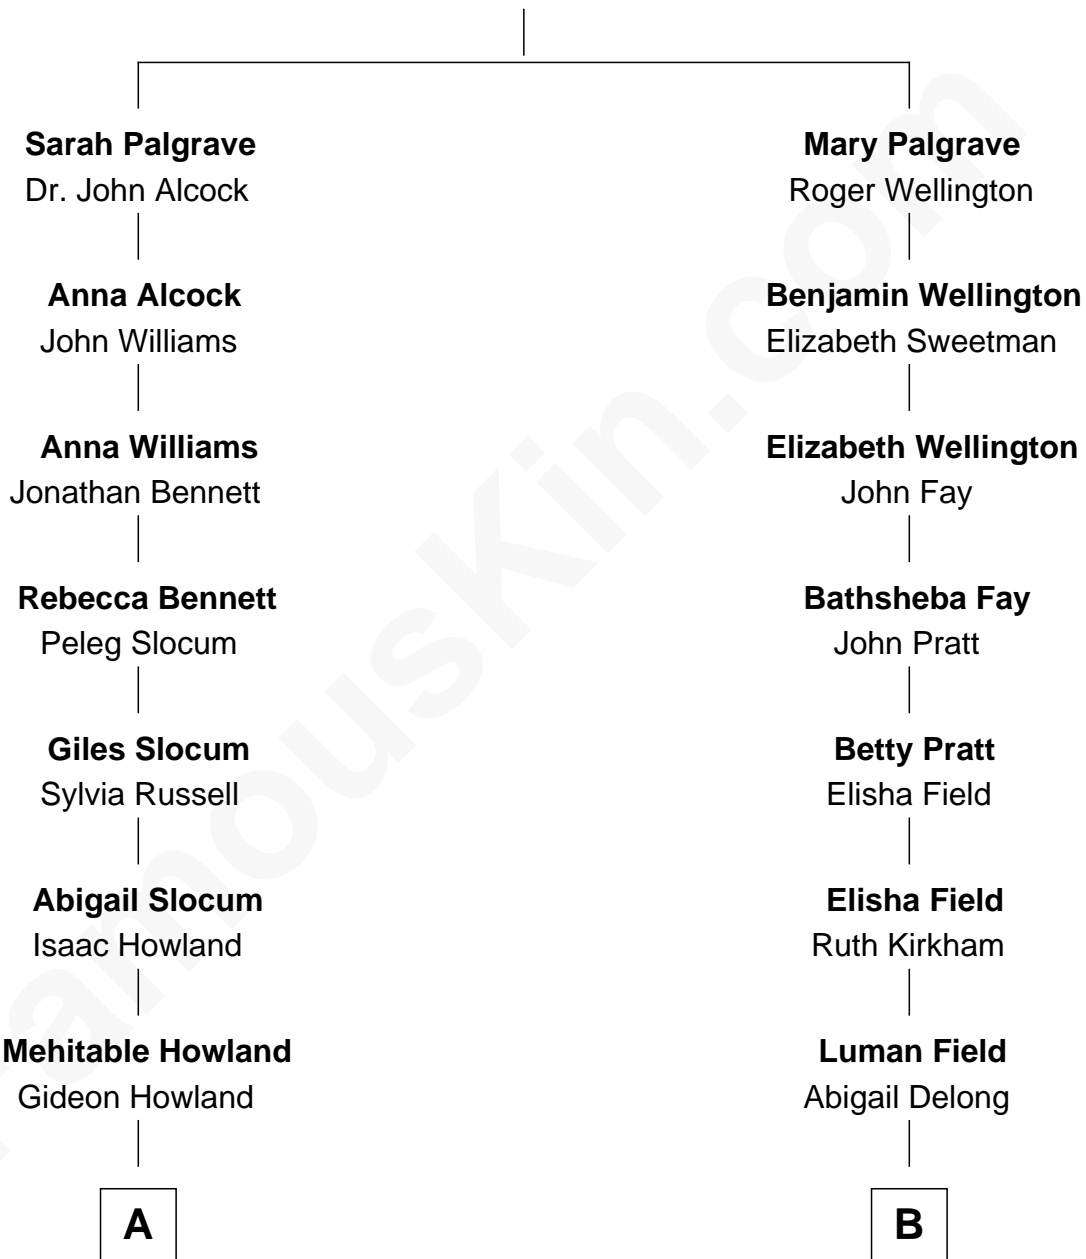 Sarah Palgrave
Dr. John Alcock
Mary Palgrave
Roger Wellington
Anna Alcock
John Williams
Benjamin Wellington
Elizabeth Sweetman
Anna Williams
Jonathan Bennett
Elizabeth Wellington
John Fay
Rebecca Bennett
Peleg Slocum
Bathsheba Fay
John Pratt
Giles Slocum
Sylvia Russell
Betty Pratt
Elisha Field
Abigail Slocum
Isaac Howland
Elisha Field
Ruth Kirkham
Mehitable Howland
Gideon Howland
Luman Field
Abigail Delong
A
B
FamousKin.com